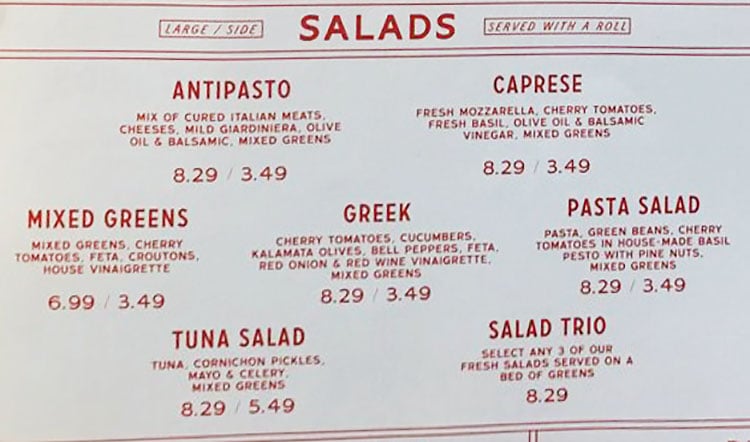 LARGE / SIDE SALADS SERVED WITH A ROLL
ANTIPASTO
MIX OF CURED ITALIAN MEATS,
CHEESES, MILD GIARDINIERA, OLIVE
OIL & BALSAMIC, MIXED GREENS
8.29 / 3.49
CAPRESE
FRESH MOZZARELLA, CHERRY TOMATOES,
FRESH BASIL, OLIVE OIL & BALSAMIC
VINEGAR, MIXED GREENS
8.29 / 3.49
MIXED GREENS
MIXED GREENS, CHERRY
TOMATOES, FETA, CROUTONS,
HOUSE VINAIGRETTE
6.99 / 3.49
GREEK
CHERRY TOMATOES, CUCUMBERS,
KALAMATA OLIVES, BELL PEPPERS, FETA,
RED ONION & RED WINE VINAIGRETTE,
MIXED GREENS
8.29 / 3.49
PASTA SALAD
PASTA, GREEN BEANS, CHERRY
TOMATOES IN HOUSE-MADE BASIL
PESTO WITH PINE NUTS,
MIXED GREENS
8.29 / 3.49
TUNA SALAD
TUNA, CORNICHON PICKLES,
MAYO & CELERY,
MIXED GREENS
8.29 / 5.49
SALAD TRIO
SELECT ANY 3 OF OUR
FRESH SALADS SERVED ON A
BED OF GREENS
8.29